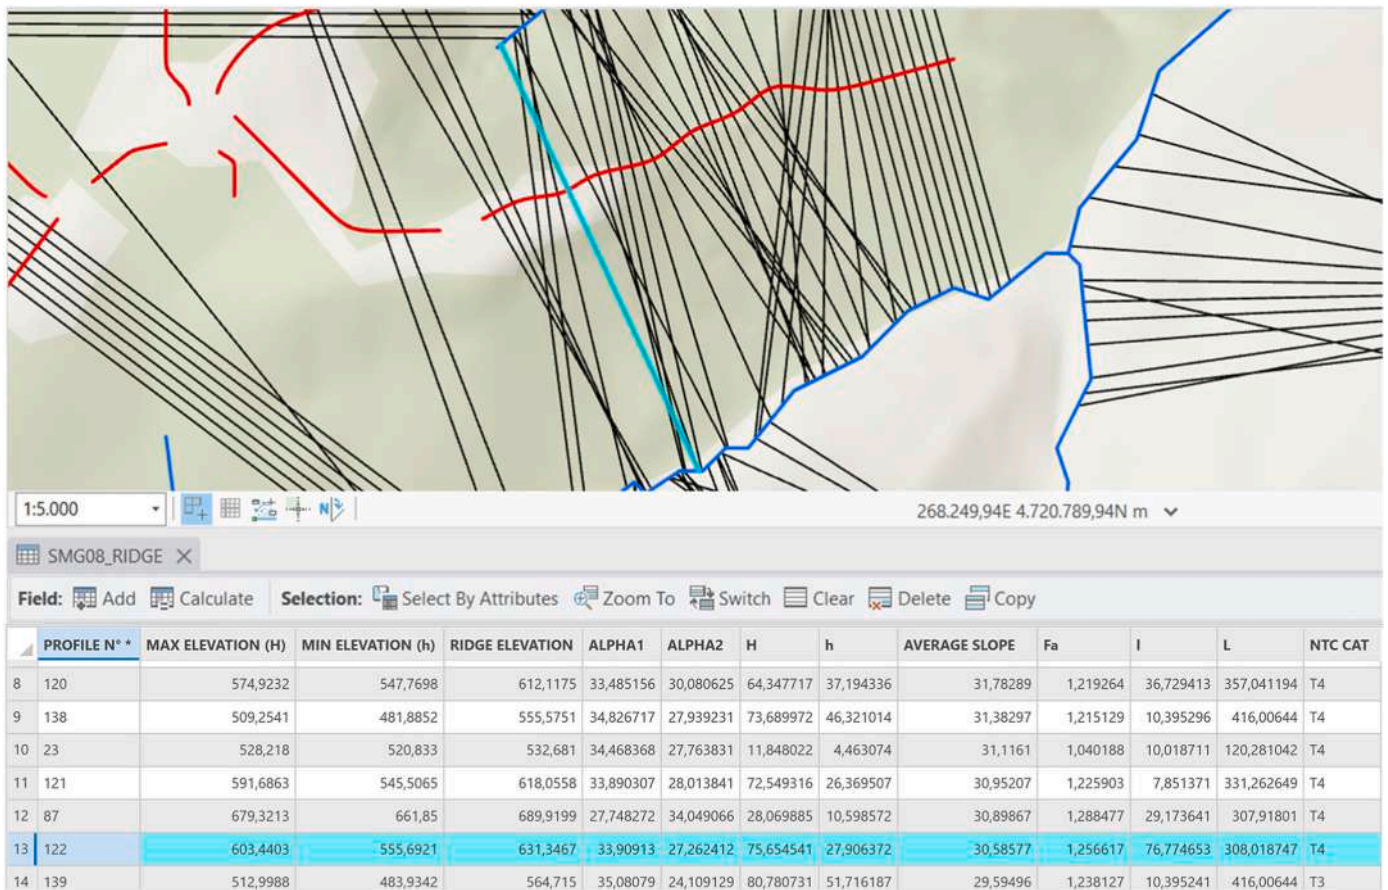 1:5.000 N 268.249,94E 4.720.789,94N m
SMG08_RIDGE
Field: Add Calculate Selection: Select By Attributes Zoom To Switch Clear Delete Copy
PROFILE N° * MAX ELEVATION (H) MIN ELEVATION (h) RIDGE ELEVATION ALPHA1 ALPHA2 H h AVERAGE SLOPE Fa l L NTC CAT
8 120 574,9232 547,7698 612,1175 33,485156 30,080625 64,347717 37,194336 31,78289 1,219264 36,729413 357,041194 T4
9 138 509,2541 481,8852 555,5751 34,826717 27,939231 73,689972 46,321014 31,38297 1,215129 10,395296 416,00644 T4
10 23 528,218 520,833 532,681 34,468368 27,763831 11,848022 4,463074 31,1161 1,040188 10,018711 120,281042 T4
11 121 591,6863 545,5065 618,0558 33,890307 28,013841 72,549316 26,369507 30,95207 1,225903 7,851371 331,262649 T4
12 87 679,3213 661,85 689,9199 27,748272 34,049066 28,069885 10,598572 30,89867 1,288477 29,173641 307,91801 T4
13 122 603,4403 555,6921 631,3467 33,90913 27,262412 75,654541 27,906372 30,58577 1,256617 76,774653 308,018747 T4
14 139 512,9988 483,9342 564,715 35,08079 24,109129 80,780731 51,716187 29,59496 1,238127 10,395241 416,00644 T3